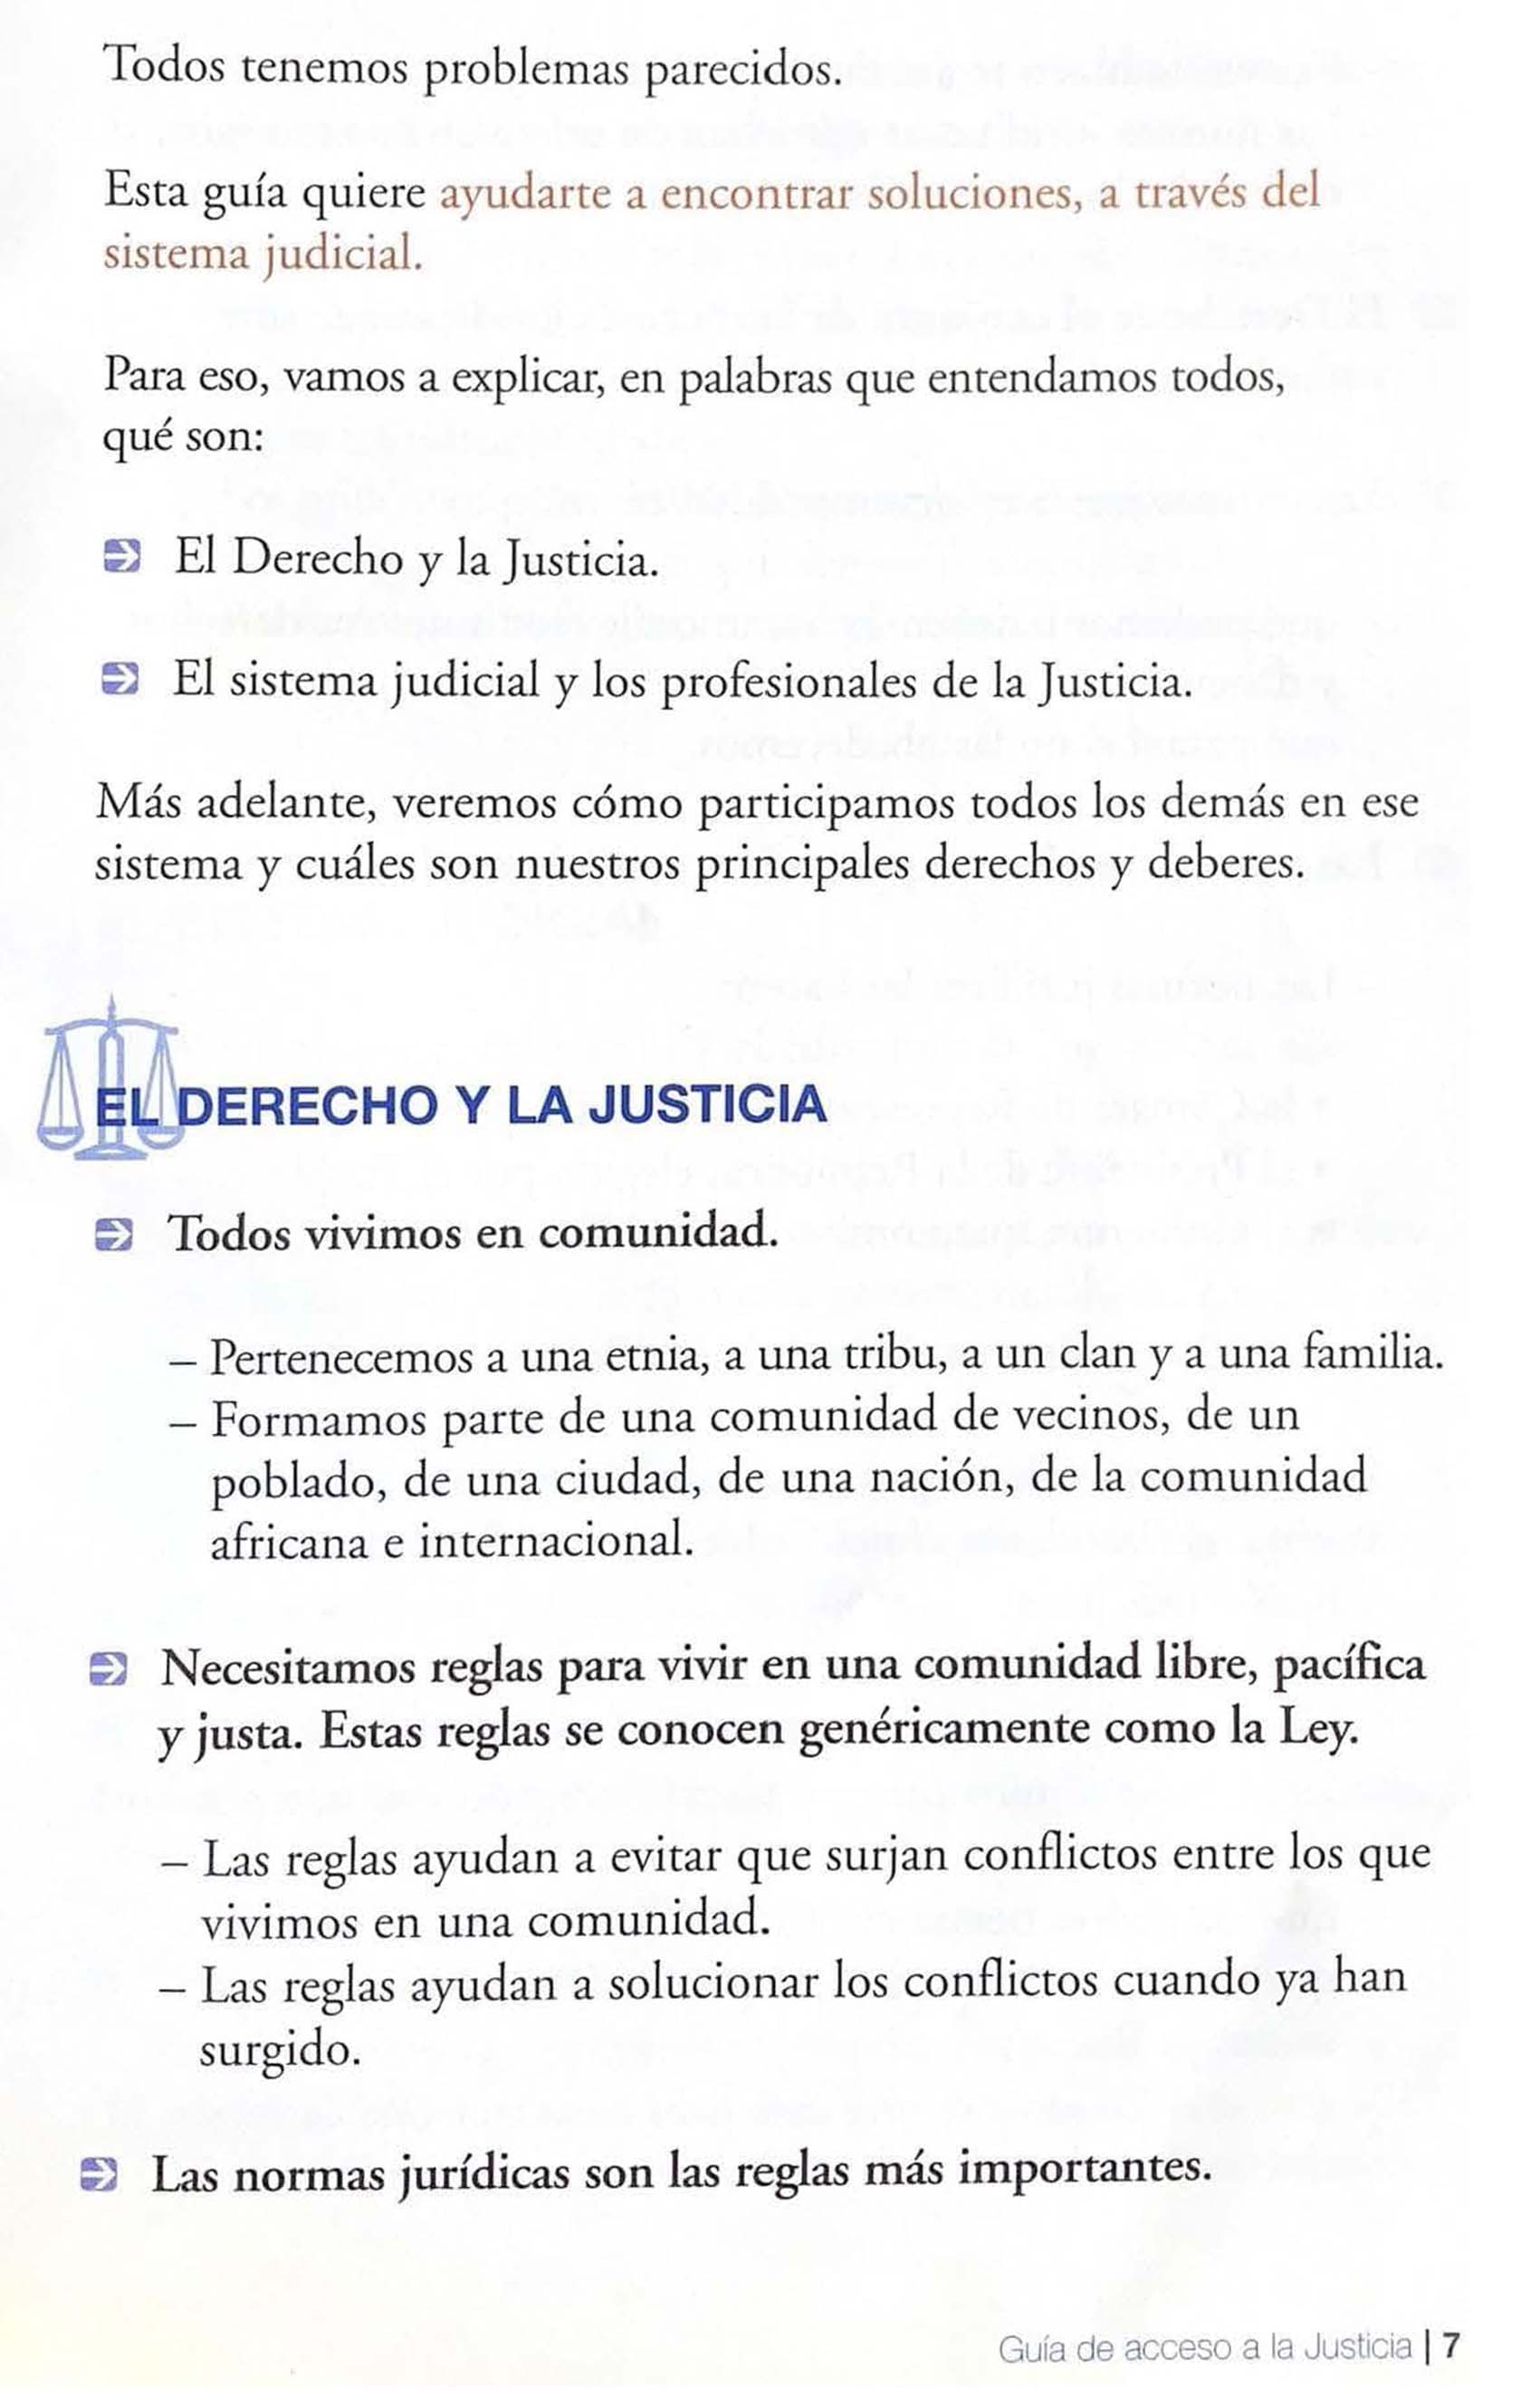 Todos tenemos problemas parecidos.
Esta guía quiere ayudarte a encontrar soluciones, a través del
sistema judicial.
Para eso, vamos a explicar, en palabras que entendamos todos,
qué son:
El Derecho y la Justicia.
El sistema judicial y los profesionales de la Justicia.
Más adelante, veremos cómo participamos todos los demás en ese
sistema y cuáles son nuestros principales derechos y deberes.
EL DERECHO Y LA JUSTICIA
Todos vivimos en comunidad.
– Pertenecemos a una etnia, a una tribu, a un clan y a una familia.
– Formamos parte de una comunidad de vecinos, de un
poblado, de una ciudad, de una nación, de la comunidad
africana e internacional.
Necesitamos reglas para vivir en una comunidad libre, pacífica
y justa. Estas reglas se conocen genéricamente como la Ley.
– Las reglas ayudan a evitar que surjan conflictos entre los que
vivimos en una comunidad.
– Las reglas ayudan a solucionar los conflictos cuando ya han
surgido.
Las normas jurídicas son las reglas más importantes.
Guía de acceso a la Justicia | 7